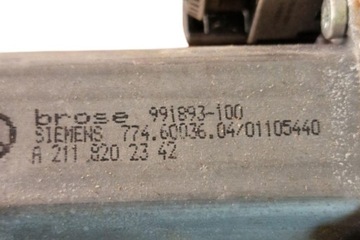 brose 991893-100
SIEMENS 774.60036.04/01105440
A 211 820 23 42